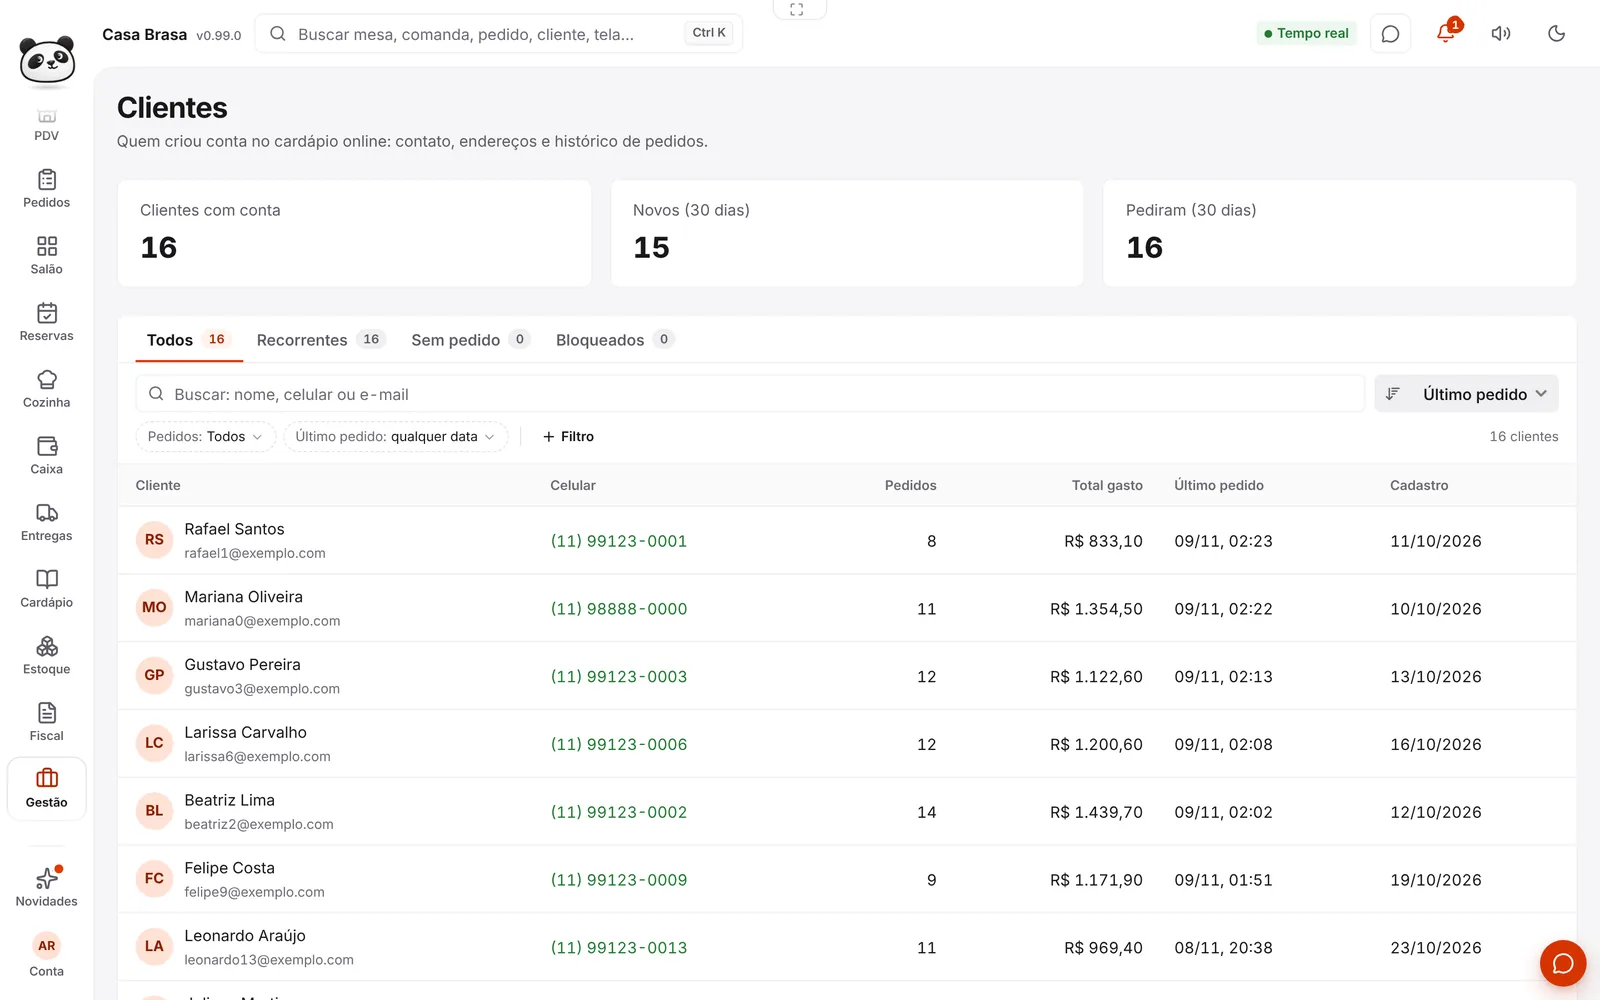 Casa Brasa v0.99.0
Buscar mesa, comanda, pedido, cliente, tela...
Ctrl K
Tempo real
1
PDV
Pedidos
Salão
Reservas
Cozinha
Caixa
Entregas
Cardápio
Estoque
Fiscal
Gestão
Novidades
AR
Conta
Clientes
Quem criou conta no cardápio online: contato, endereços e histórico de pedidos.
Clientes com conta
16
Novos (30 dias)
15
Pediram (30 dias)
16
Todos 16 Recorrentes 16 Sem pedido 0 Bloqueados 0
Buscar: nome, celular ou e-mail
Último pedido
Pedidos: Todos Último pedido: qualquer data + Filtro 16 clientes
Cliente Celular Pedidos Total gasto Último pedido Cadastro
RS Rafael Santos (11) 99123-0001 8 R$ 833,10 09/11, 02:23 11/10/2026
rafael1@exemplo.com
MO Mariana Oliveira (11) 98888-0000 11 R$ 1.354,50 09/11, 02:22 10/10/2026
mariana0@exemplo.com
GP Gustavo Pereira (11) 99123-0003 12 R$ 1.122,60 09/11, 02:13 13/10/2026
gustavo3@exemplo.com
LC Larissa Carvalho (11) 99123-0006 12 R$ 1.200,60 09/11, 02:08 16/10/2026
larissa6@exemplo.com
BL Beatriz Lima (11) 99123-0002 14 R$ 1.439,70 09/11, 02:02 12/10/2026
beatriz2@exemplo.com
FC Felipe Costa (11) 99123-0009 9 R$ 1.171,90 09/11, 01:51 19/10/2026
felipe9@exemplo.com
LA Leonardo Araújo (11) 99123-0013 11 R$ 969,40 08/11, 20:38 23/10/2026
leonardo13@exemplo.com